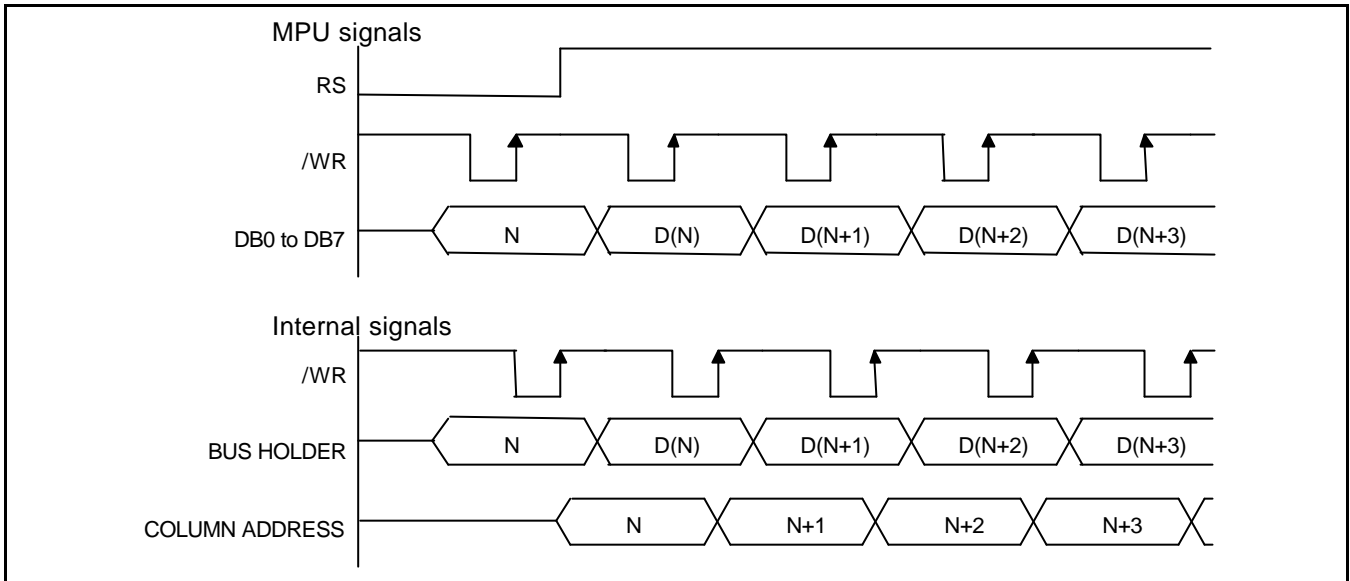 MPU signals
RS
/WR
DB0 to DB7 N D(N) D(N+1) D(N+2) D(N+3)
Internal signals
/WR
BUS HOLDER N D(N) D(N+1) D(N+2) D(N+3)
COLUMN ADDRESS N N+1 N+2 N+3